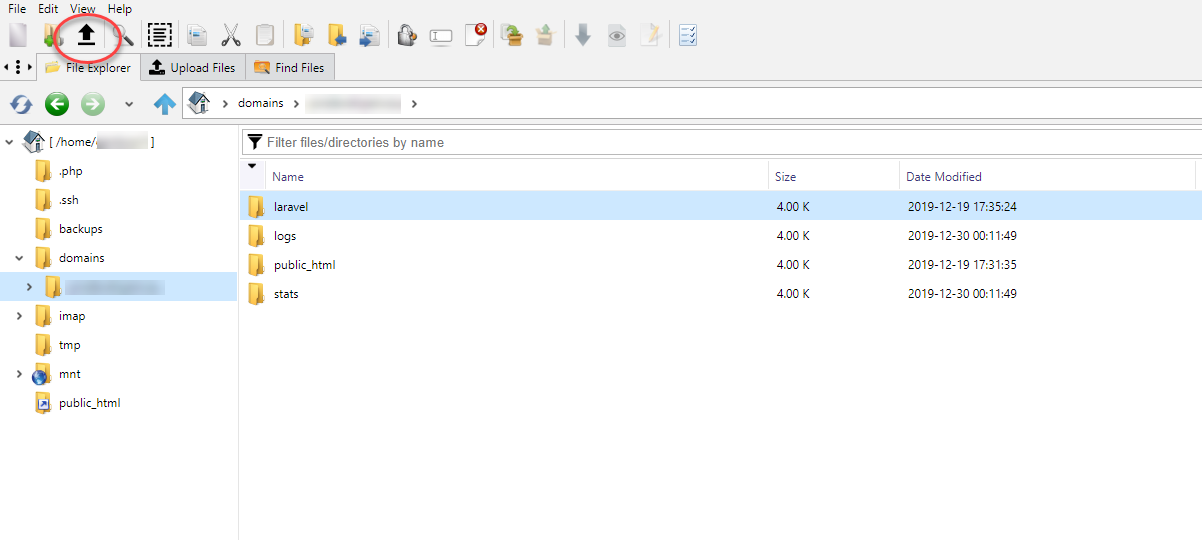 File Edit View Help
File Explorer Upload Files Find Files
domains
[ /home/ ]
Filter files/directories by name
Name Size Date Modified
.php
.ssh
backups
domains
imap
tmp
mnt
public_html
laravel 4.00 K 2019-12-19 17:35:24
logs 4.00 K 2019-12-30 00:11:49
public_html 4.00 K 2019-12-19 17:31:35
stats 4.00 K 2019-12-30 00:11:49